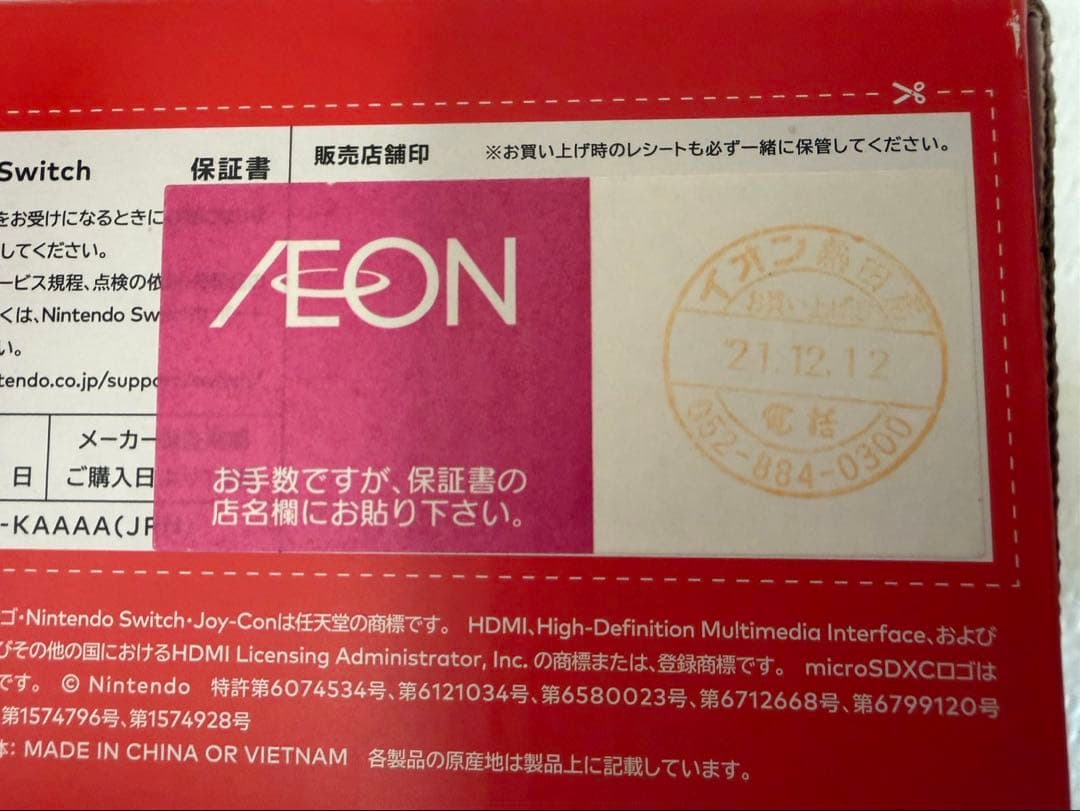 Switch 保証書
販売店舗印 ※お買い上げ時のレシートも必ず一緒に保管してください。
をお受けになるときに
してください。
ービス規程、点検の依
くは、Nintendo Sw
い。
tendo.co.jp/suppo
日
メーカー
ご購入日
-KAAAA(JP
ÆON
お手数ですが、保証書の
店名欄にお貼り下さい。
イオン熱田
お買い上げ
21.12.12
電話
052-884-0300
ゴ・Nintendo Switch・Joy-Conは任天堂の商標です。 HDMI、High-Definition Multimedia Interface、および
びその他の国におけるHDMI Licensing Administrator, Inc. の商標または、登録商標です。 microSDXCロゴは
です。 © Nintendo 特許第6074534号、第6121034号、第6580023号、第6712668号、第6799120号
第1574796号、第1574928号
体: MADE IN CHINA OR VIETNAM 各製品の原産地は製品上に記載しています。